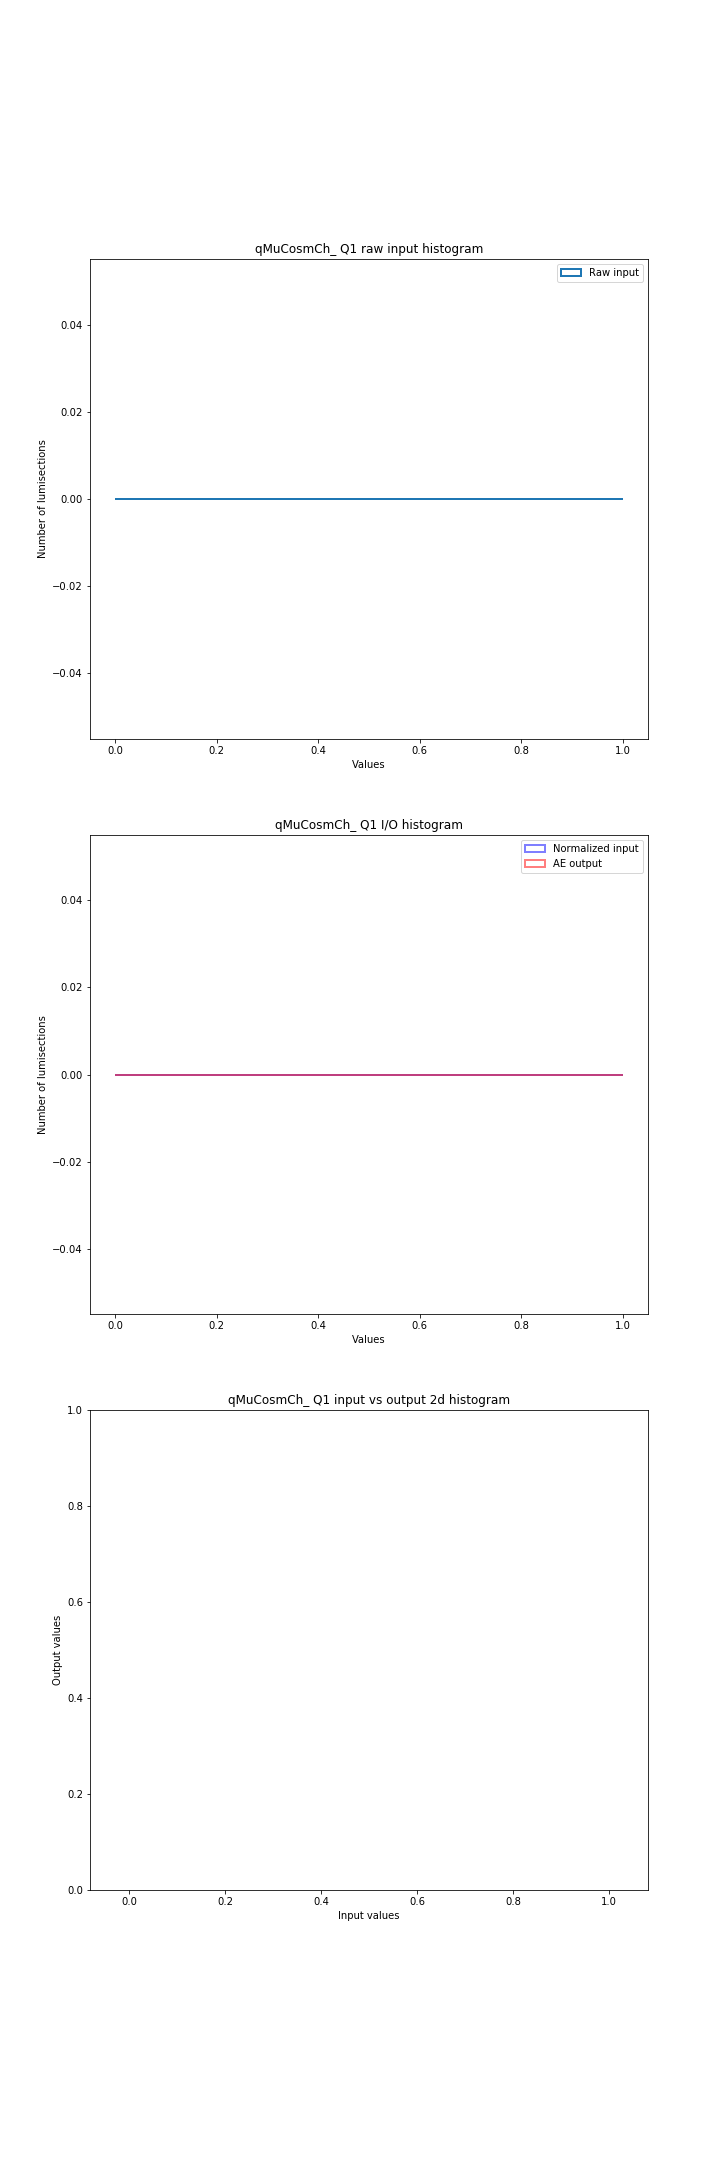 qMuCosmCh_ Q1 raw input histogram
Raw input
0.04
0.02
0.00
−0.02
−0.04
Number of lumisections
0.0 0.2 0.4 0.6 0.8 1.0
Values
qMuCosmCh_ Q1 I/O histogram
Normalized input
AE output
0.04
0.02
0.00
−0.02
−0.04
Number of lumisections
0.0 0.2 0.4 0.6 0.8 1.0
Values
qMuCosmCh_ Q1 input vs output 2d histogram
1.0
0.8
0.6
0.4
0.2
0.0
Output values
0.0 0.2 0.4 0.6 0.8 1.0
Input values